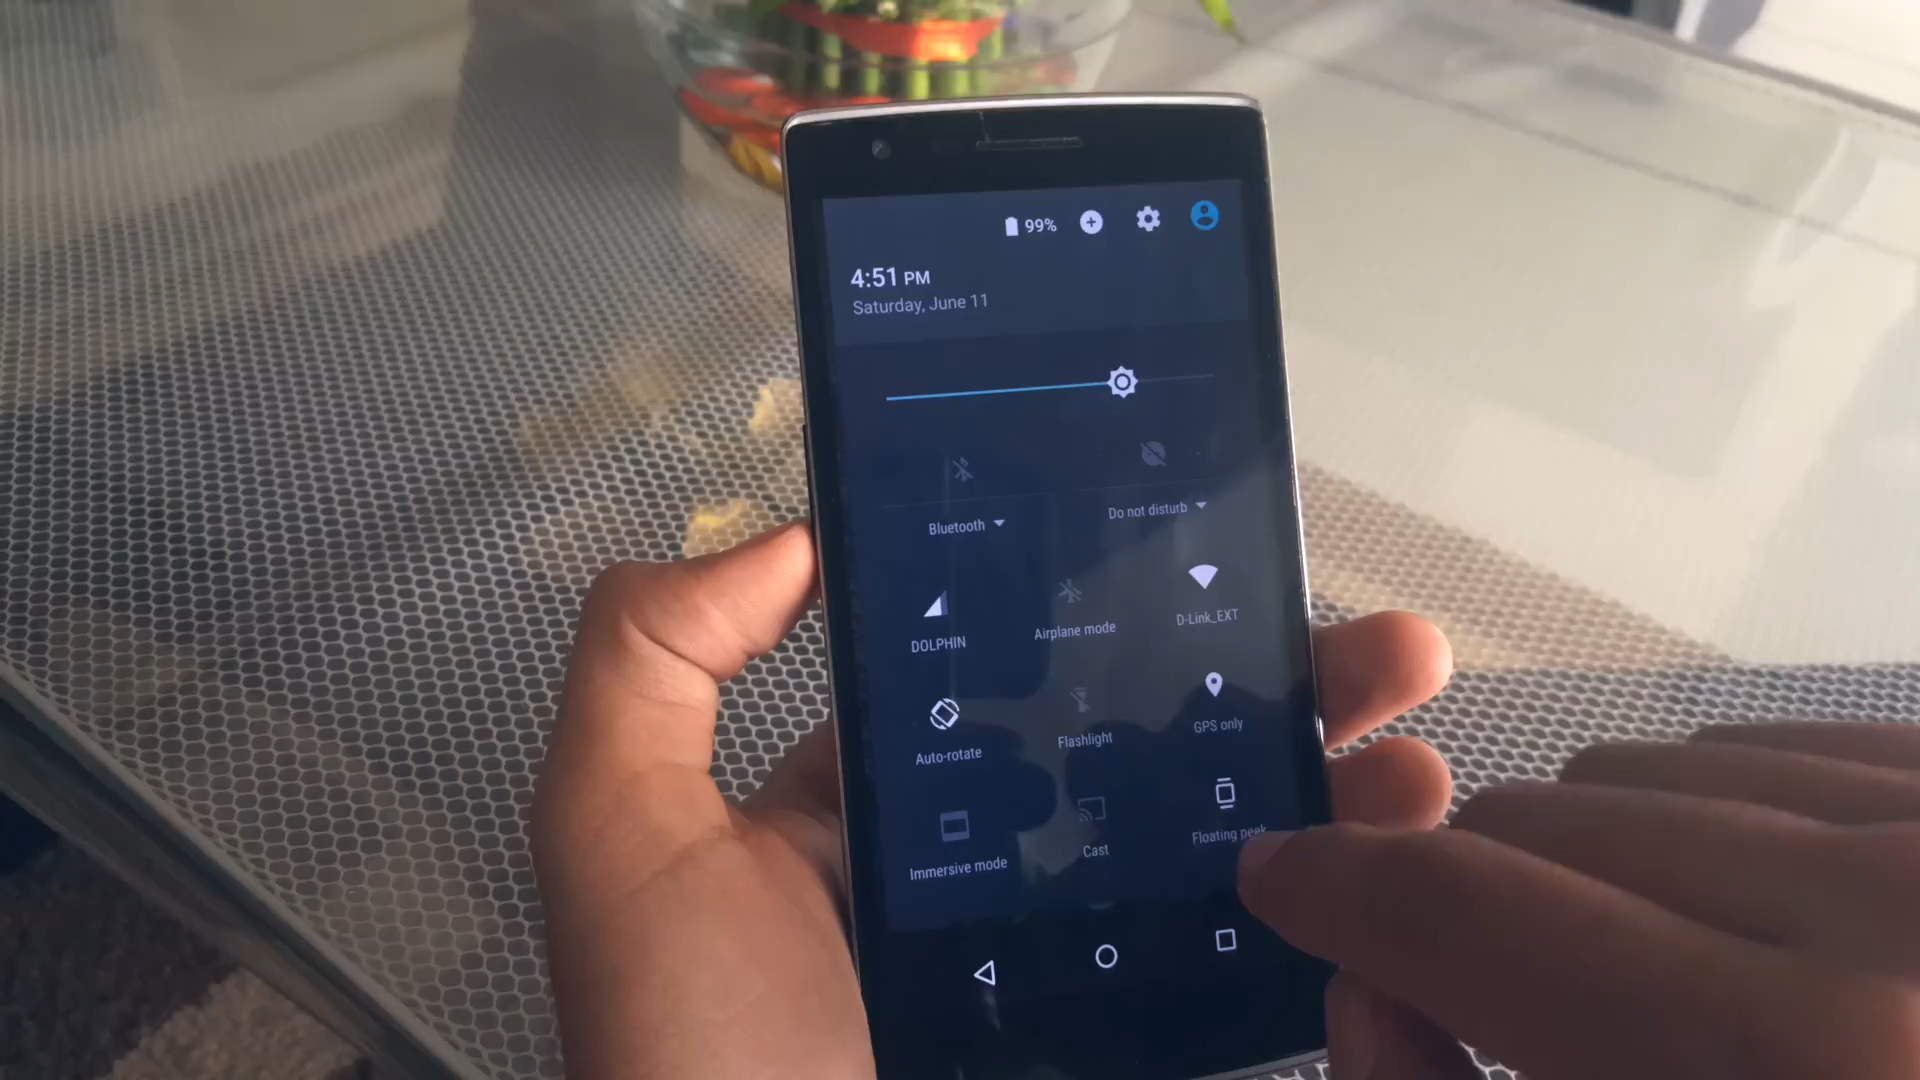 99%
4:51 PM
Saturday, June 11
Bluetooth
Do not disturb
DOLPHIN
Airplane mode
D-Link_EXT
Auto-rotate
Flashlight
GPS only
Immersive mode
Cast
Floating peek